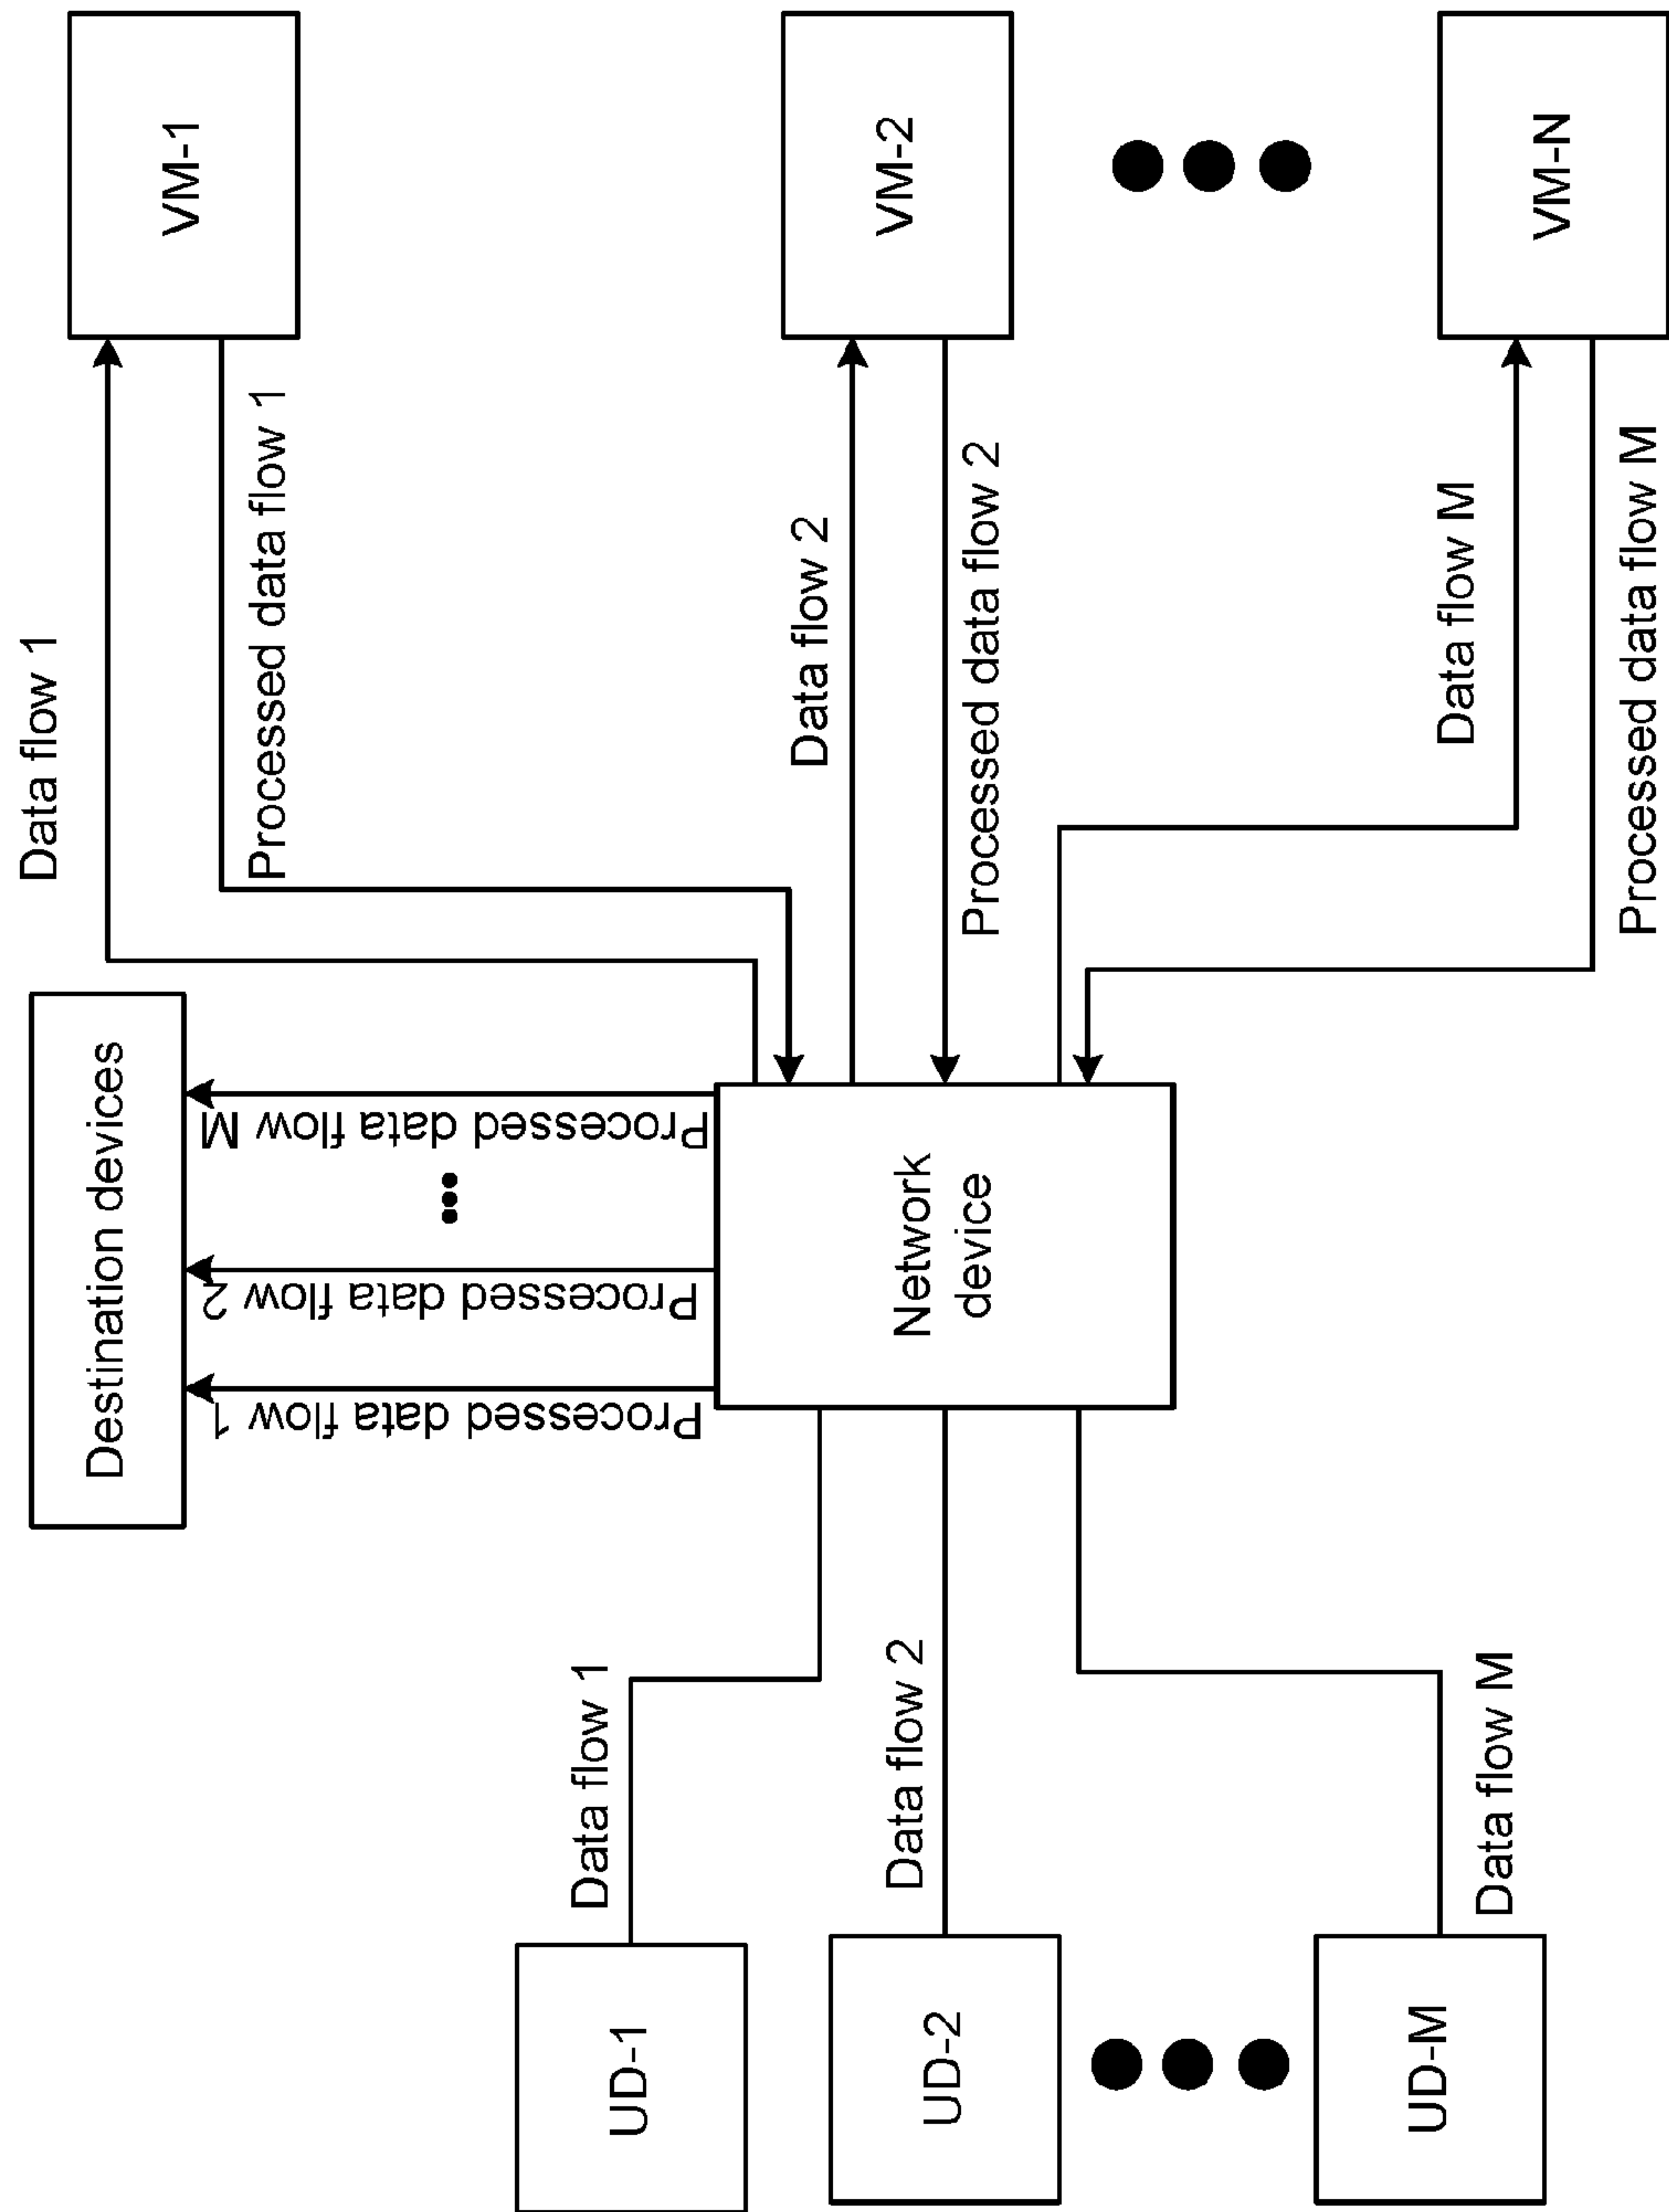 Destination devices
Data flow 1
Processed data flow 1
Processed data flow 2
Processed data flow M
VM-1
Processed data flow 1
UD-1
Data flow 1
Data flow 2
VM-2
UD-2
Data flow 2
Network
device
Processed data flow 2
UD-M
Data flow M
Data flow M
VM-N
Processed data flow M